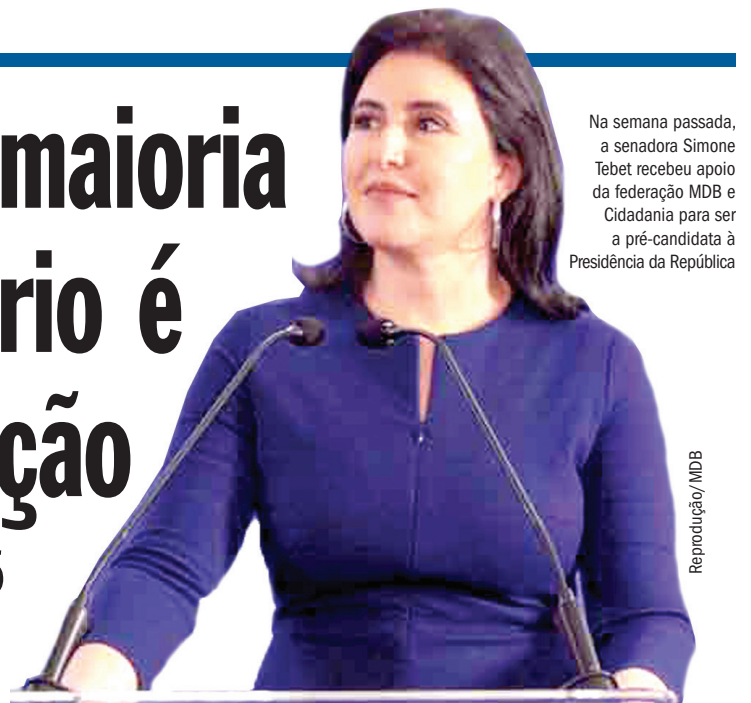 maioria
rio é
ção
Na semana passada,
a senadora Simone
Tebet recebeu apoio
da federação MDB e
Cidadania para ser
a pré-candidata à
Presidência da República
Reprodução/ MDB